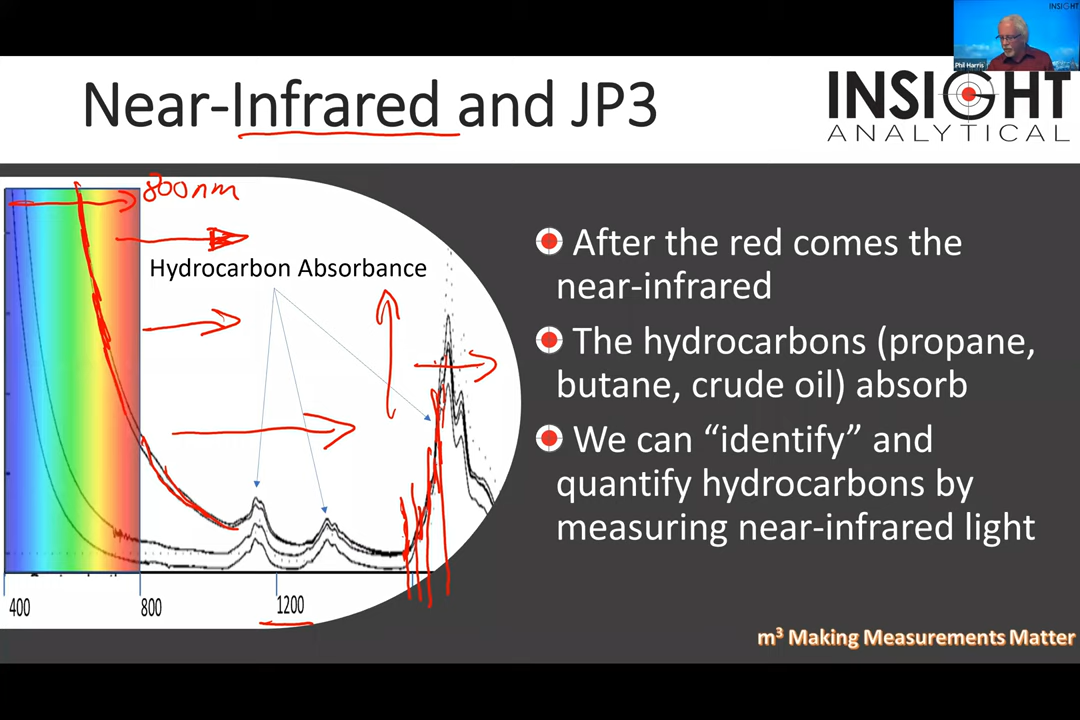 INSIGHT
Phil Harris
Near-Infrared and JP3
INSIGHT
ANALYTICAL
800nm
Hydrocarbon Absorbance
400
800
1200
After the red comes the
near-infrared
The hydrocarbons (propane,
butane, crude oil) absorb
We can “identify” and
quantify hydrocarbons by
measuring near-infrared light
m³ Making Measurements Matter